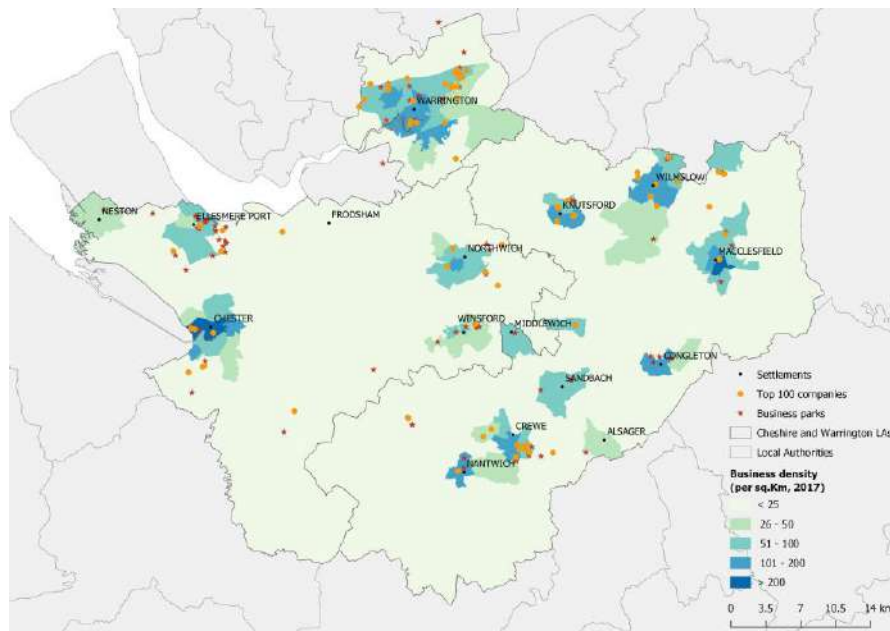 WARRINGTON
WILMSLOW
NESTON
ELLESMERE PORT
FRODSHAM
KNUTSFORD
NORTHWICH
MACCLESFIELD
CHESTER
WINSFORD
MIDDLEWICH
CONGLETON
SANDBACH
CREWE
ALSAGER
NANTWICH
Settlements
Top 100 companies
Business parks
Cheshire and Warrington LAs
Local Authorities
Business density
(per sq.Km, 2017)
< 25
26 - 50
51 - 100
101 - 200
> 200
0 3.5 7 10.5 14 km